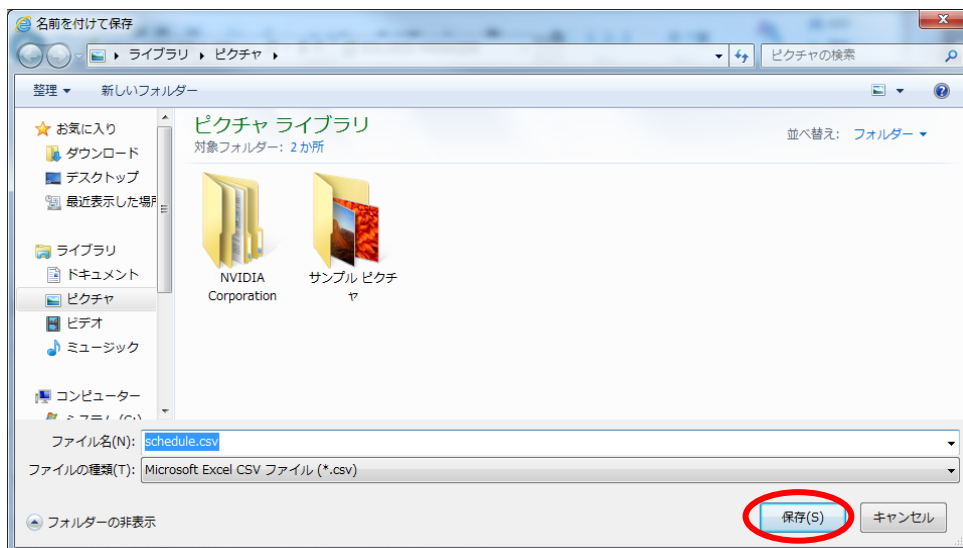 名前を付けて保存
ライブラリ ピクチャ
ピクチャの検索
整理 新しいフォルダー
お気に入り
ダウンロード
デスクトップ
最近表示した場所
ライブラリ
ドキュメント
ピクチャ
ビデオ
ミュージック
コンピューター
ピクチャ ライブラリ
対象フォルダー: 2 か所
並べ替え: フォルダー
NVIDIA
Corporation
サンプル ピクチ
ャ
ファイル名(N): schedule.csv
ファイルの種類(T): Microsoft Excel CSV ファイル (*.csv)
フォルダーの非表示
保存(S)
キャンセル